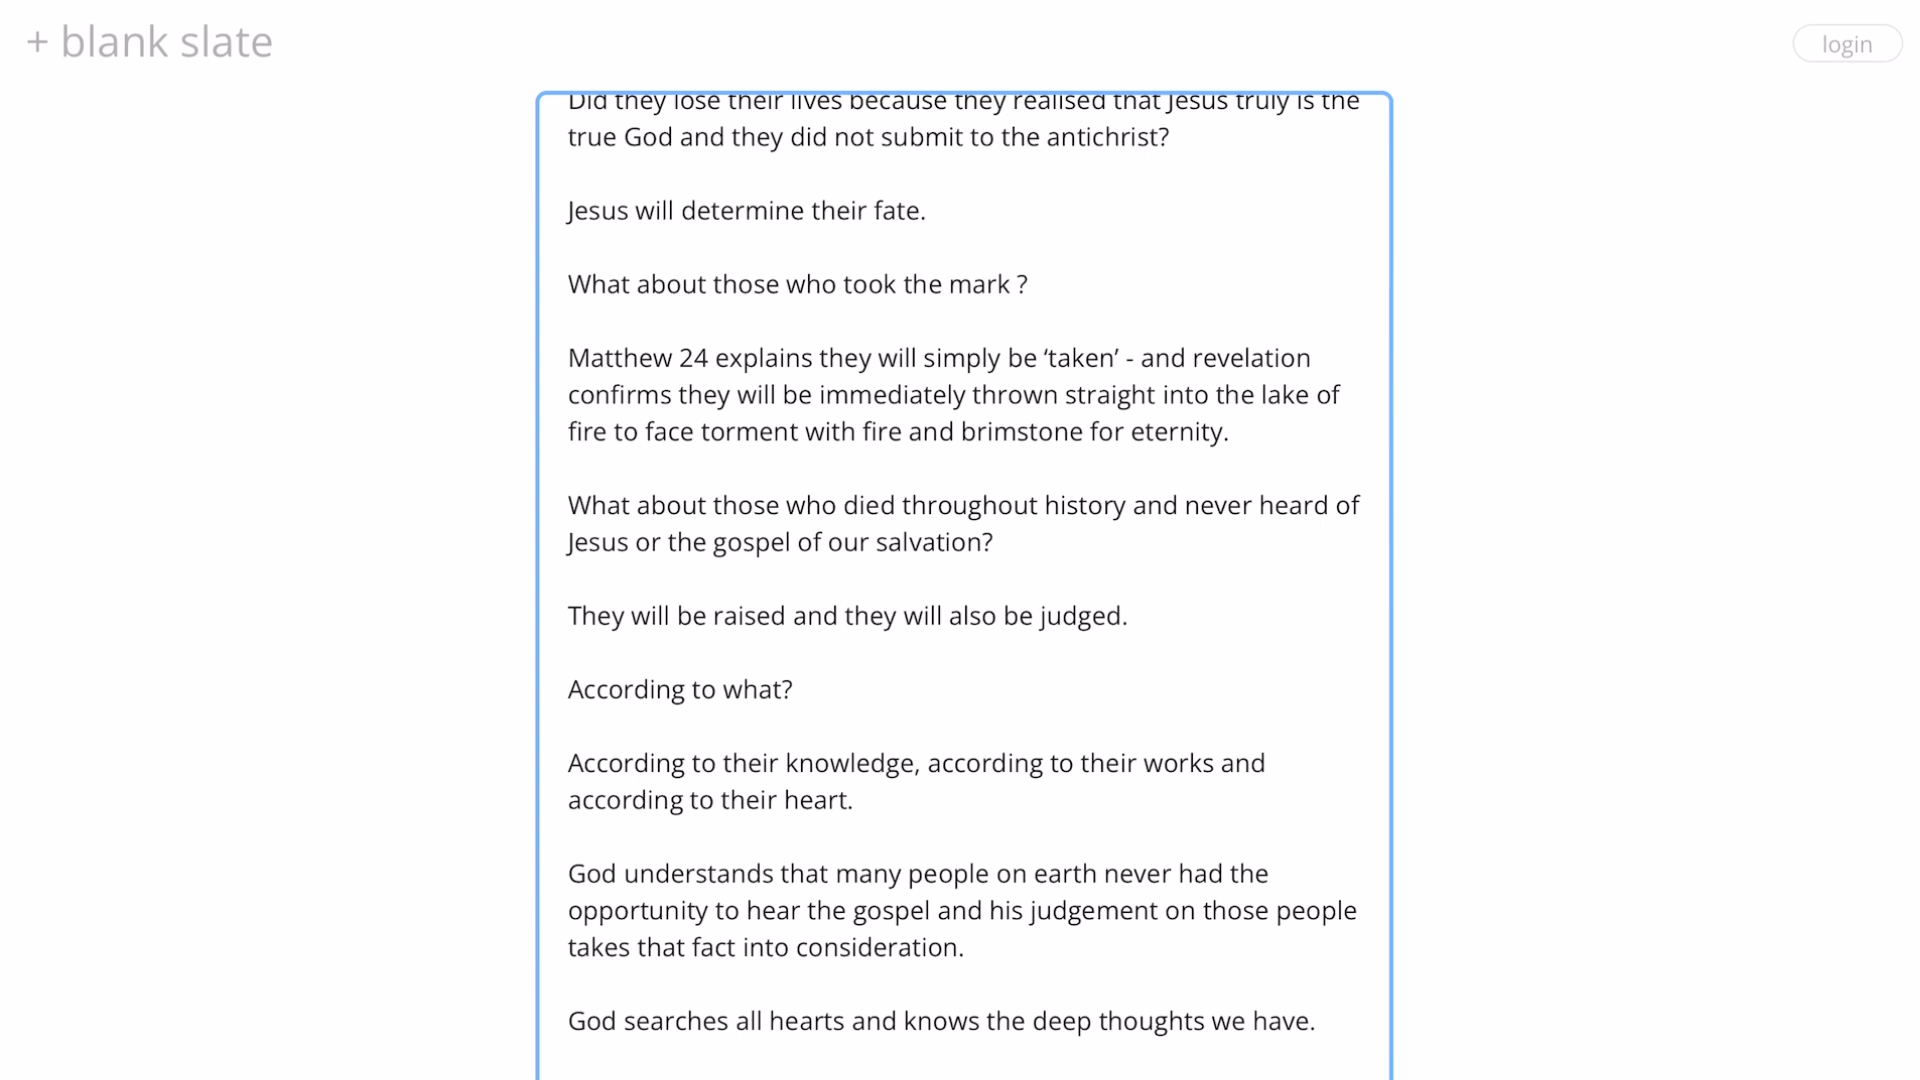 + blank slate
login
Did they lose their lives because they realised that Jesus truly is the
true God and they did not submit to the antichrist?
Jesus will determine their fate.
What about those who took the mark ?
Matthew 24 explains they will simply be ‘taken’ - and revelation
confirms they will be immediately thrown straight into the lake of
fire to face torment with fire and brimstone for eternity.
What about those who died throughout history and never heard of
Jesus or the gospel of our salvation?
They will be raised and they will also be judged.
According to what?
According to their knowledge, according to their works and
according to their heart.
God understands that many people on earth never had the
opportunity to hear the gospel and his judgement on those people
takes that fact into consideration.
God searches all hearts and knows the deep thoughts we have.